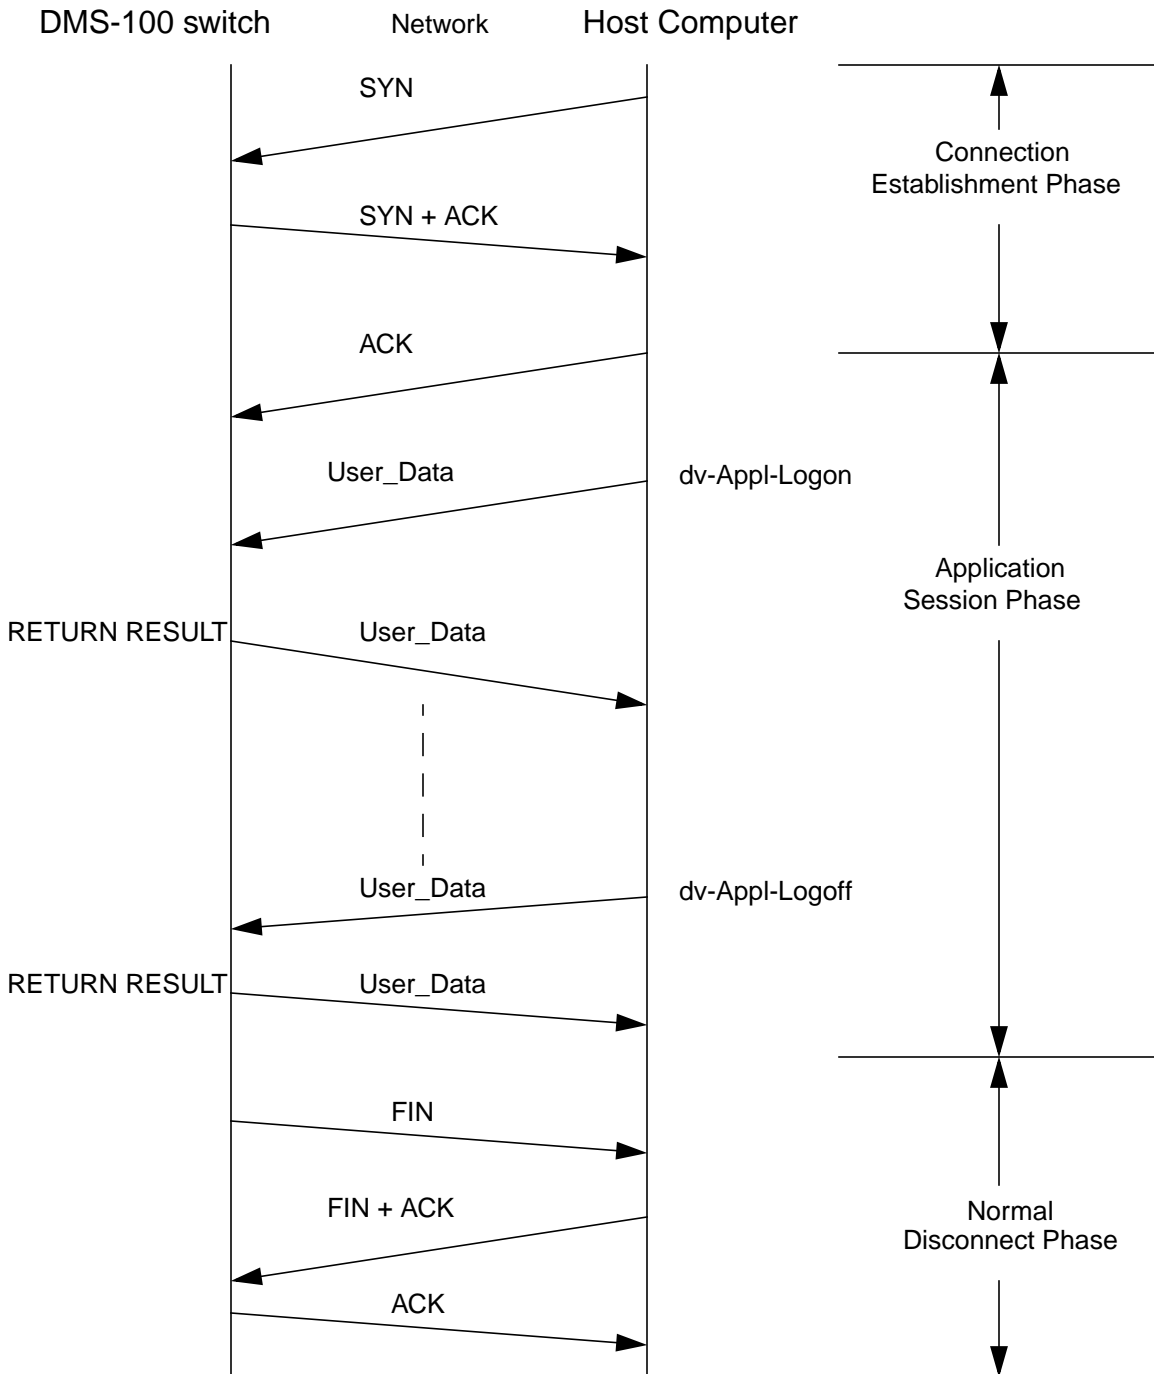 DMS-100 switch Network Host Computer
SYN
Connection
Establishment Phase
SYN + ACK
ACK
User_Data dv-Appl-Logon
Application
Session Phase
RETURN RESULT User_Data
User_Data dv-Appl-Logoff
RETURN RESULT User_Data
FIN
FIN + ACK
Normal
Disconnect Phase
ACK